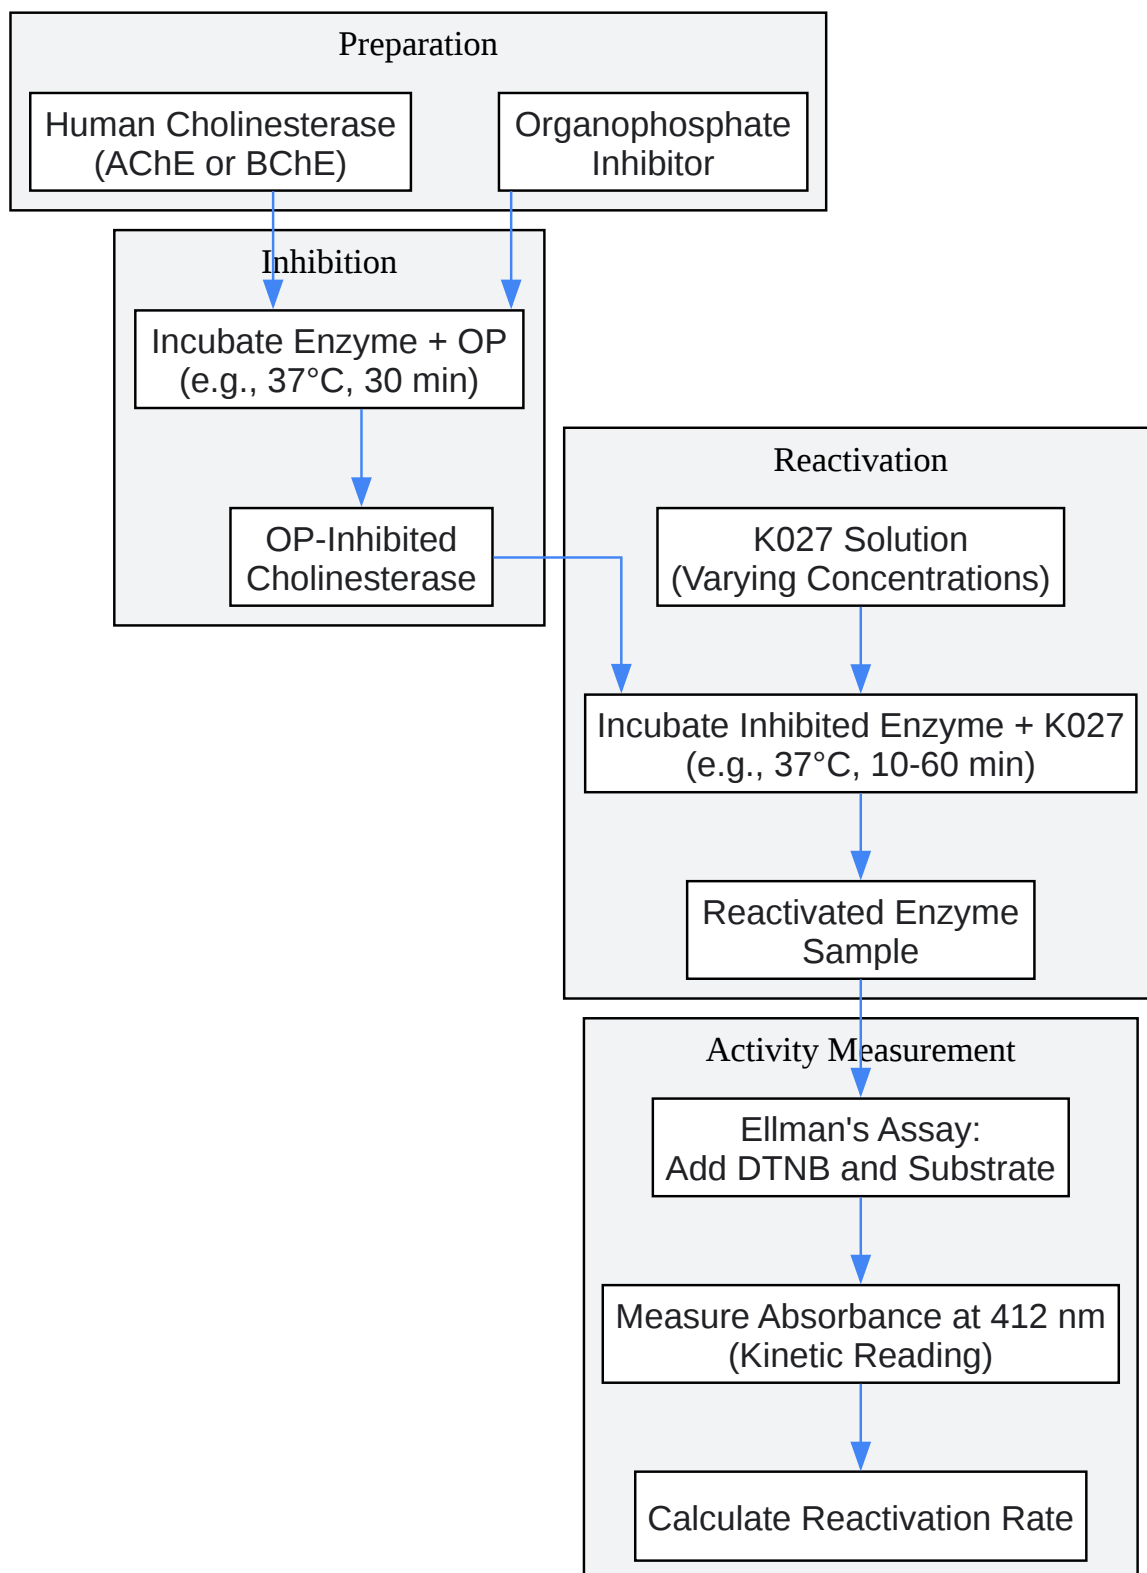 Preparation
Human Cholinesterase
(AChE or BChE)
Organophosphate
Inhibitor
Inhibition
Incubate Enzyme + OP
(e.g., 37°C, 30 min)
OP-Inhibited
Cholinesterase
Reactivation
K027 Solution
(Varying Concentrations)
Incubate Inhibited Enzyme + K027
(e.g., 37°C, 10-60 min)
Reactivated Enzyme
Sample
Activity Measurement
Ellman's Assay:
Add DTNB and Substrate
Measure Absorbance at 412 nm
(Kinetic Reading)
Calculate Reactivation Rate